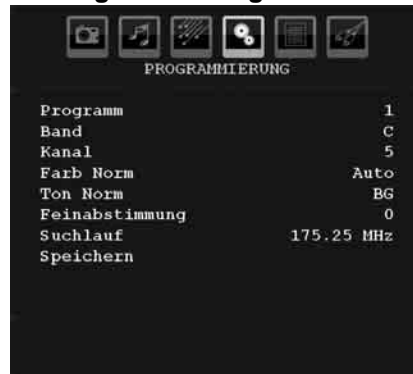 PROGRAMMIERUNG
Programm 1
Band C
Kanal 5
Farb Norm Auto
Ton Norm BG
Feinabstimmung 0
Suchlauf 175.25 MHz
Speichern